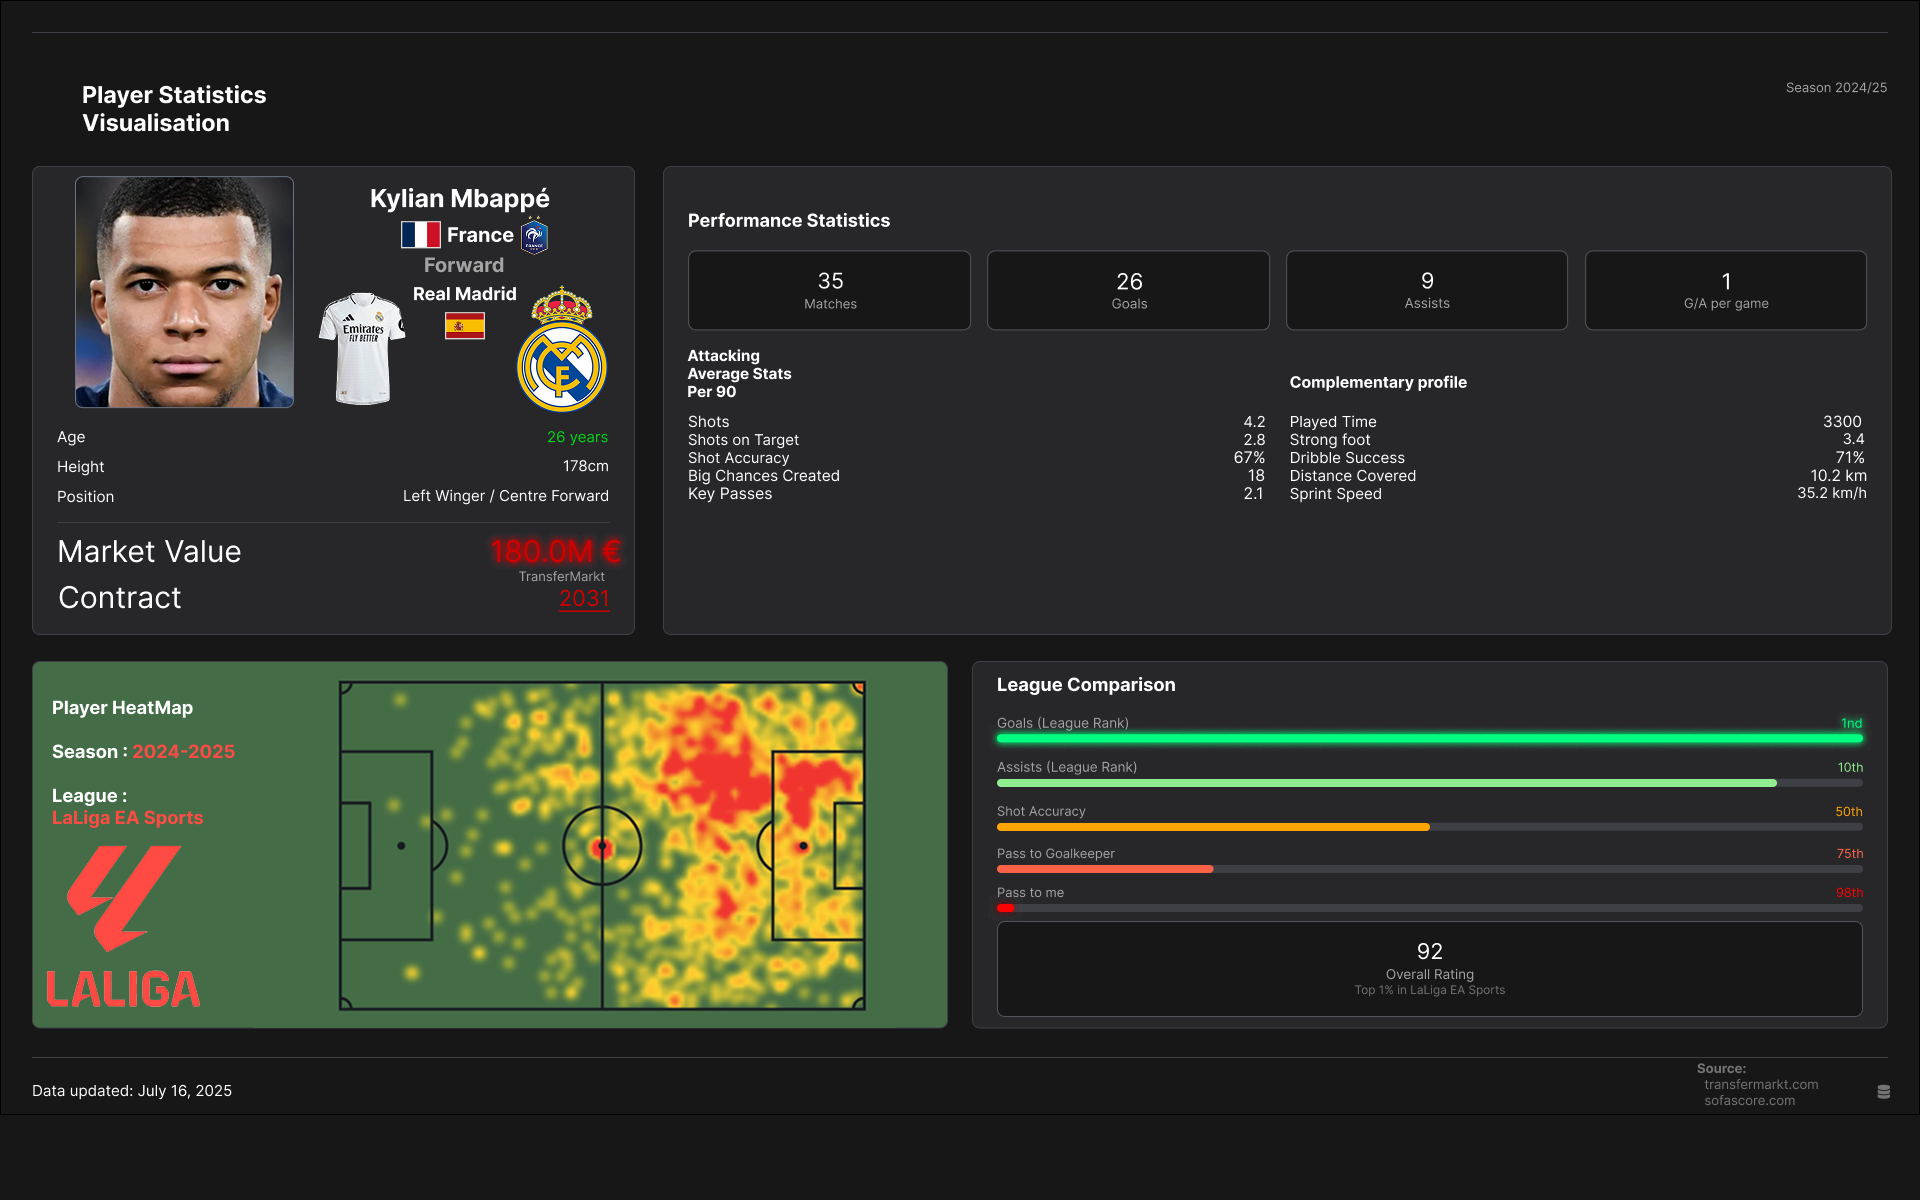 Player Statistics
Visualisation
Season 2024/25
Kylian Mbappé
France
FRANCE
Forward
Real Madrid
Emirates
FLY BETTER
Age 26 years
Height 178cm
Position Left Winger / Centre Forward
Market Value 180.0M €
TransferMarkt
Contract 2031
Performance Statistics
35
Matches
26
Goals
9
Assists
1
G/A per game
Attacking
Average Stats
Per 90
Shots 4.2
Shots on Target 2.8
Shot Accuracy 67%
Big Chances Created 18
Key Passes 2.1
Complementary profile
Played Time 3300
Strong foot 3.4
Dribble Success 71%
Distance Covered 10.2 km
Sprint Speed 35.2 km/h
Player HeatMap
Season : 2024-2025
League :
LaLiga EA Sports
LALIGA
League Comparison
Goals (League Rank) 1nd
Assists (League Rank) 10th
Shot Accuracy 50th
Pass to Goalkeeper 75th
Pass to me 98th
92
Overall Rating
Top 1% in LaLiga EA Sports
Data updated: July 16, 2025
Source:
transfermarkt.com
sofascore.com